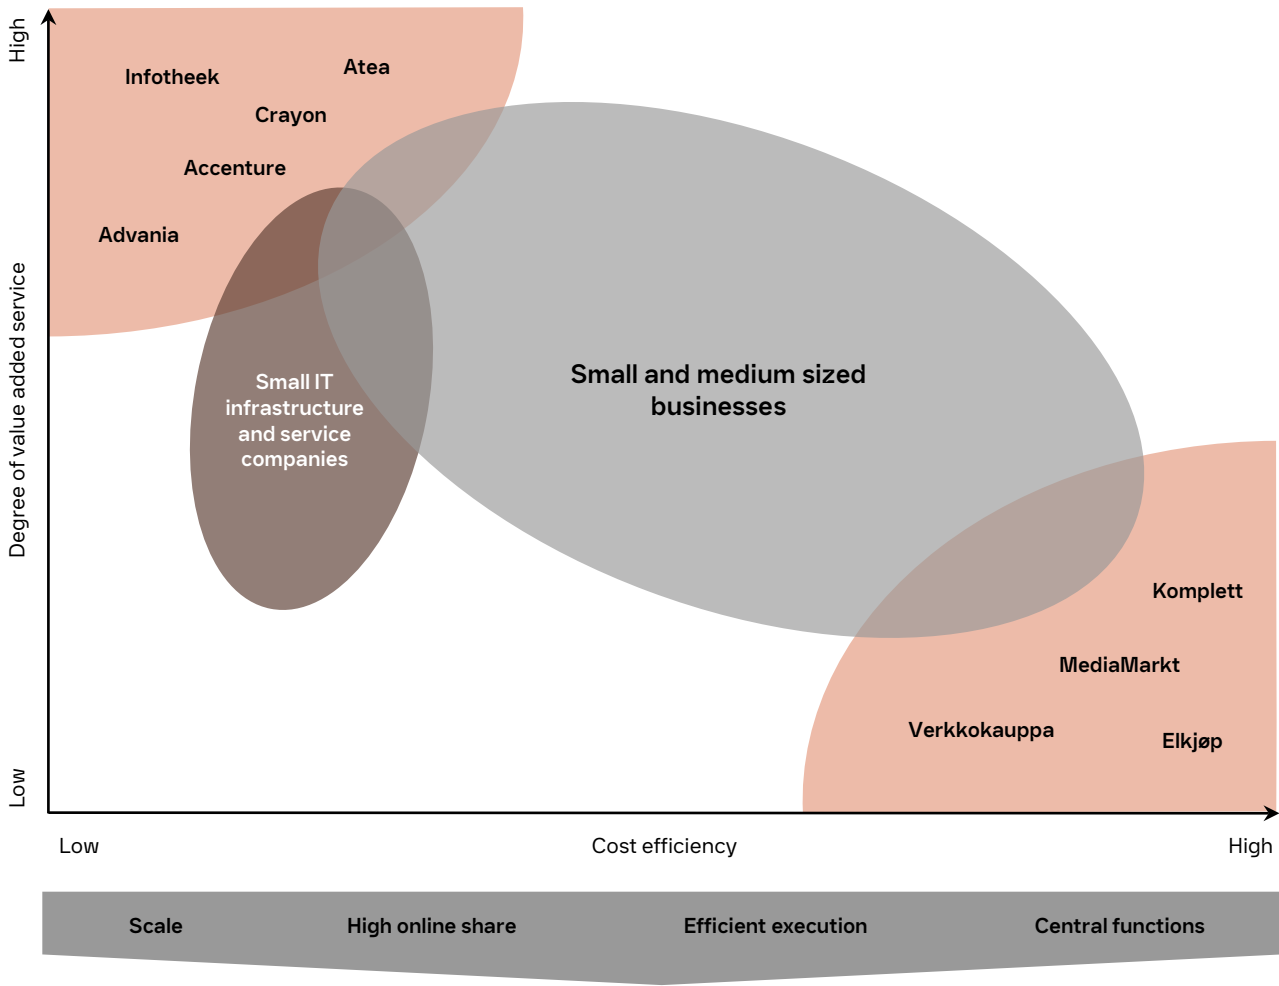 High
Degree of value added service
Low
Infotheek
Atea
Crayon
Accenture
Advania
Small IT
infrastructure
and service
companies
Small and medium sized
businesses
Komplett
MediaMarkt
Verkkokauppa
Elkjøp
Low
Cost efficiency
High
Scale
High online share
Efficient execution
Central functions